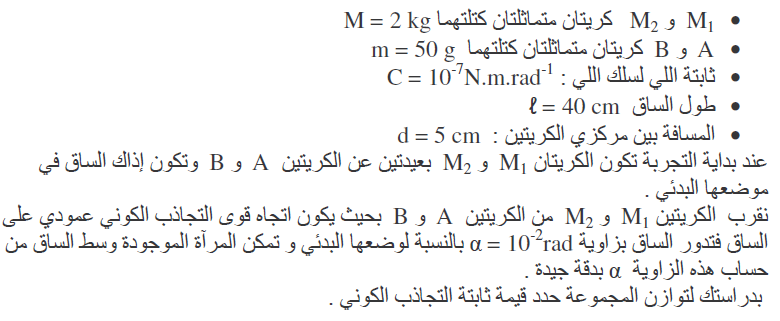 • M₁ و M₂ كريتان متماثلتان كتلتهما M = 2 kg
• A و B كريتان متماثلتان كتلتهما m = 50 g
• ثابتة اللي لسلك اللي : C = 10⁻⁷N.m.rad⁻¹
• طول الساق ℓ = 40 cm
• المسافة بين مركزي الكريتين : d = 5 cm
عند بداية التجربة تكون الكريتان M₁ و M₂ بعيدتين عن الكريتين A و B وتكون إذاك الساق في
موضعها البدئي .
نقرب الكريتين M₁ و M₂ من الكريتين A و B بحيث يكون اتجاه قوى التجاذب الكوني عمودي على
الساق فتدور الساق بزاوية α = 10⁻²rad بالنسبة لوضعها البدئي و تمكن المرآة الموجودة وسط الساق من
حساب هذه الزاوية α بدقة جيدة .
بدراستك لتوازن المجموعة حدد قيمة ثابتة التجاذب الكوني .